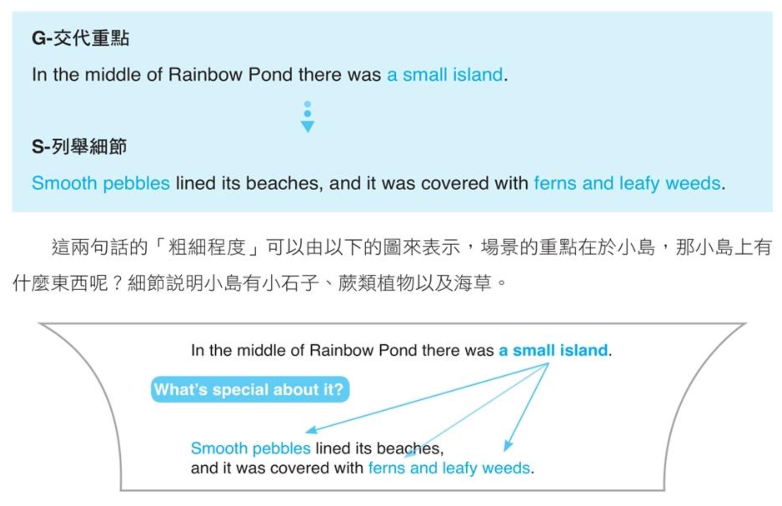 G-交代重點
In the middle of Rainbow Pond there was a small island.
S-列舉細節
Smooth pebbles lined its beaches, and it was covered with ferns and leafy weeds.
這兩句話的「粗細程度」可以由以下的圖來表示，場景的重點在於小島，那小島上有
什麼東西呢？細節說明小島有小石子、蕨類植物以及海草。
In the middle of Rainbow Pond there was a small island.
What's special about it?
Smooth pebbles lined its beaches,
and it was covered with ferns and leafy weeds.